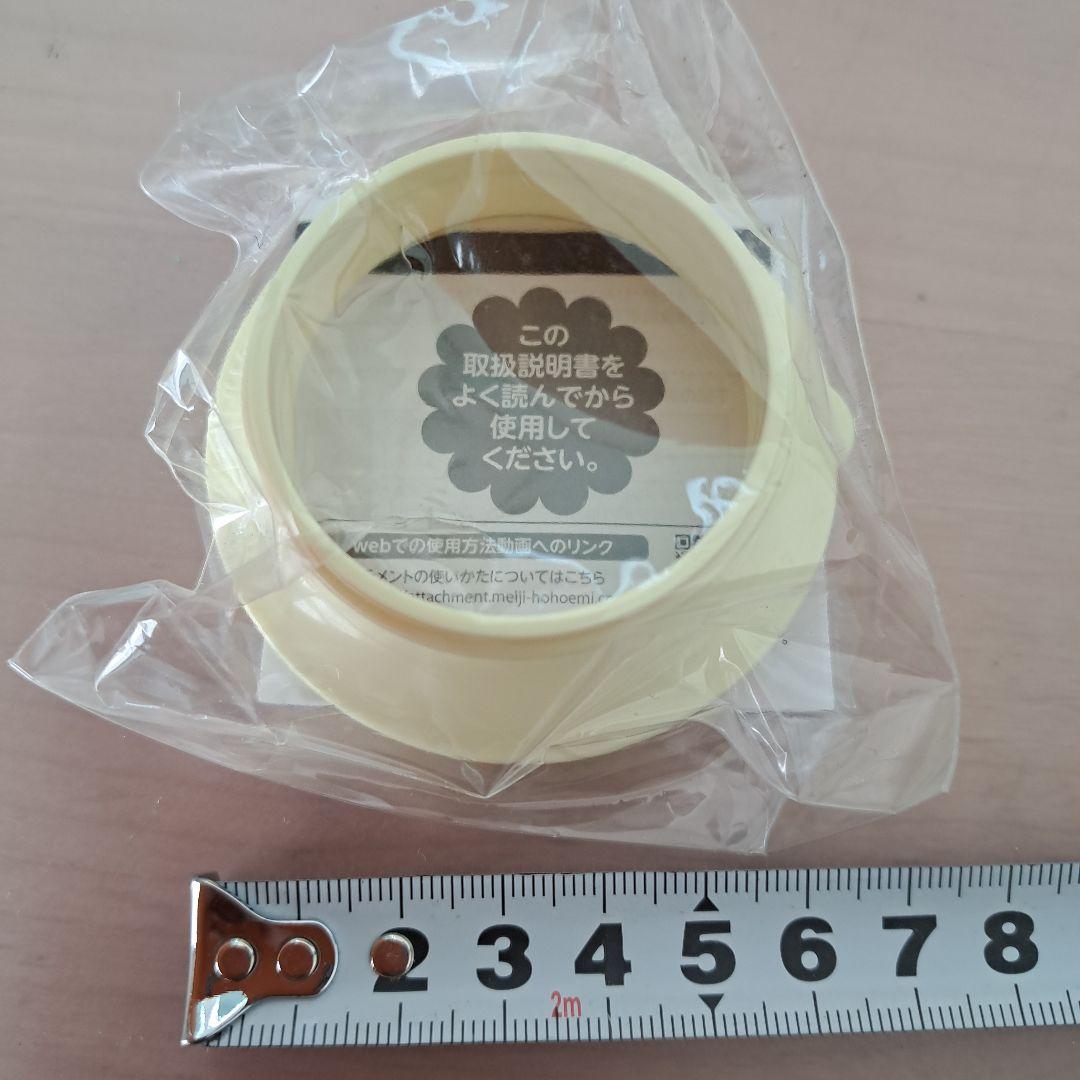 この
取扱説明書を
よく読んでから
使用して
ください。
webでの使用方法動画へのリンク
メントの使いかたについてはこちら
attachment.meiji-hohoemi.co
2 3 4 5 6 7 8
2m